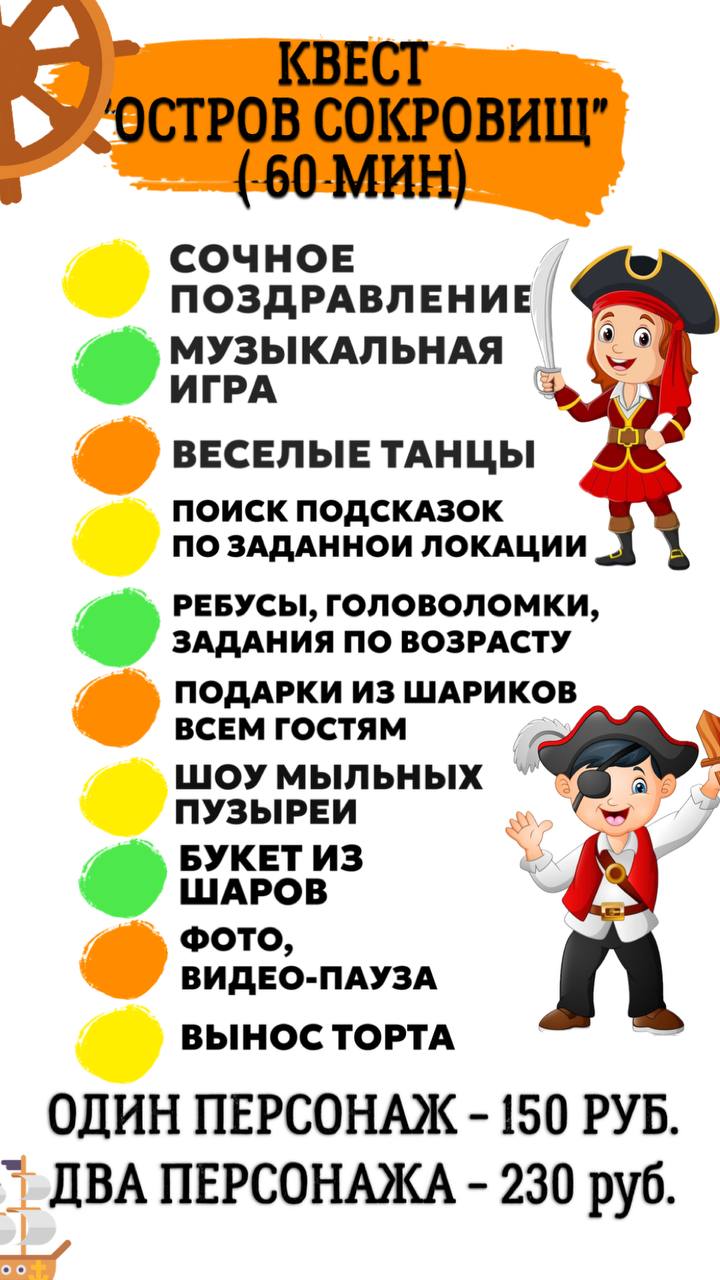 КВЕСТ
"ОСТРОВ СОКРОВИЩ"
( 60 МИН)
СОЧНОЕ
ПОЗДРАВЛЕНИЕ
МУЗЫКАЛЬНАЯ
ИГРА
ВЕСЕЛЫЕ ТАНЦЫ
ПОИСК ПОДСКАЗОК
ПО ЗАДАННОИ ЛОКАЦИИ
РЕБУСЫ, ГОЛОВОЛОМКИ,
ЗАДАНИЯ ПО ВОЗРАСТУ
ПОДАРКИ ИЗ ШАРИКОВ
ВСЕМ ГОСТЯМ
ШОУ МЫЛЬНЫХ
ПУЗЫРЕИ
БУКЕТ ИЗ
ШАРОВ
ФОТО,
ВИДЕО-ПАУЗА
ВЫНОС ТОРТА
ОДИН ПЕРСОНАЖ - 150 РУБ.
ДВА ПЕРСОНАЖА - 230 руб.